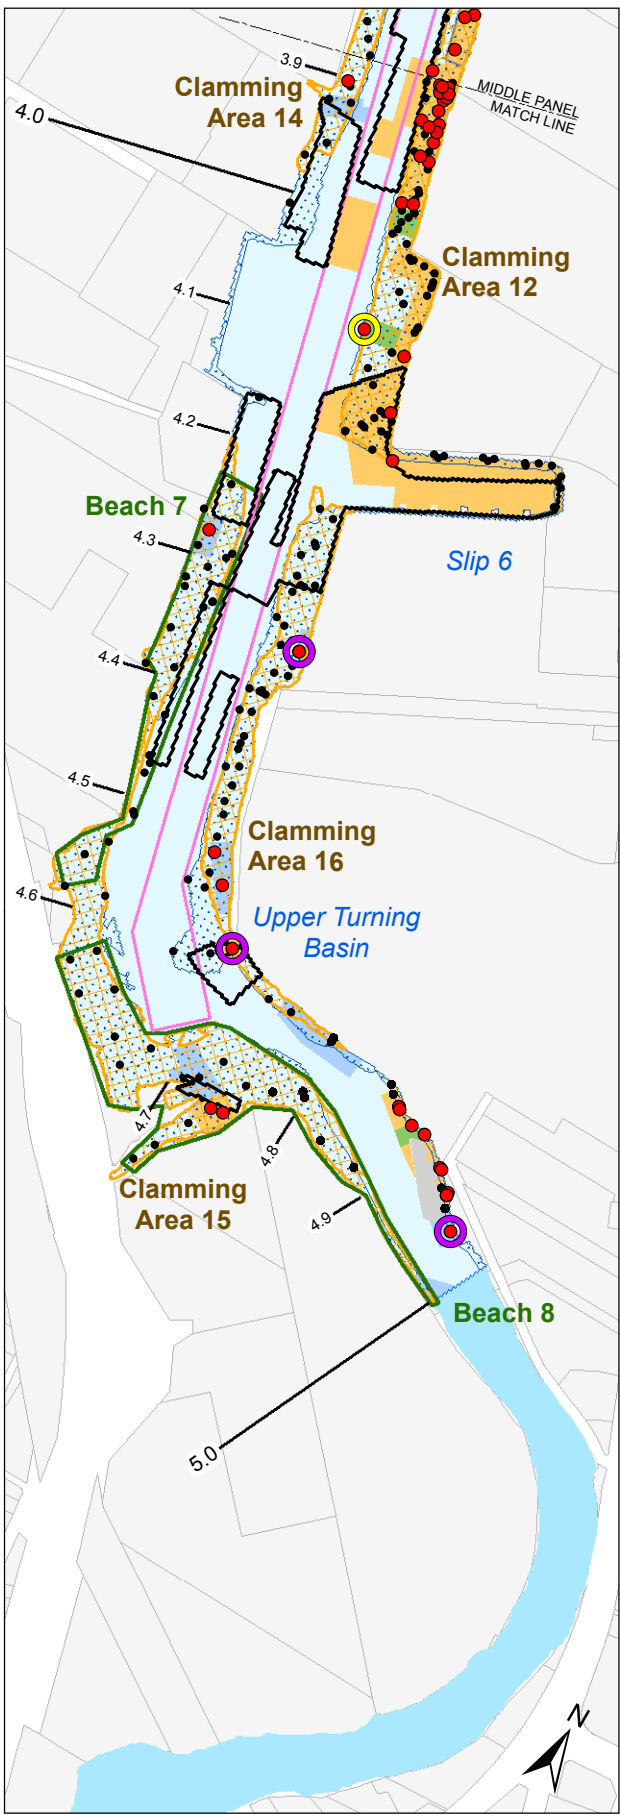 3.9
Clamming
Area 14
MIDDLE PANEL
MATCH LINE
4.0
Clamming
Area 12
4.1
4.2
Beach 7
4.3
Slip 6
4.4
4.5
Clamming
Area 16
4.6
Upper Turning
Basin
4.7
4.8
Clamming
Area 15
4.9
Beach 8
5.0
N